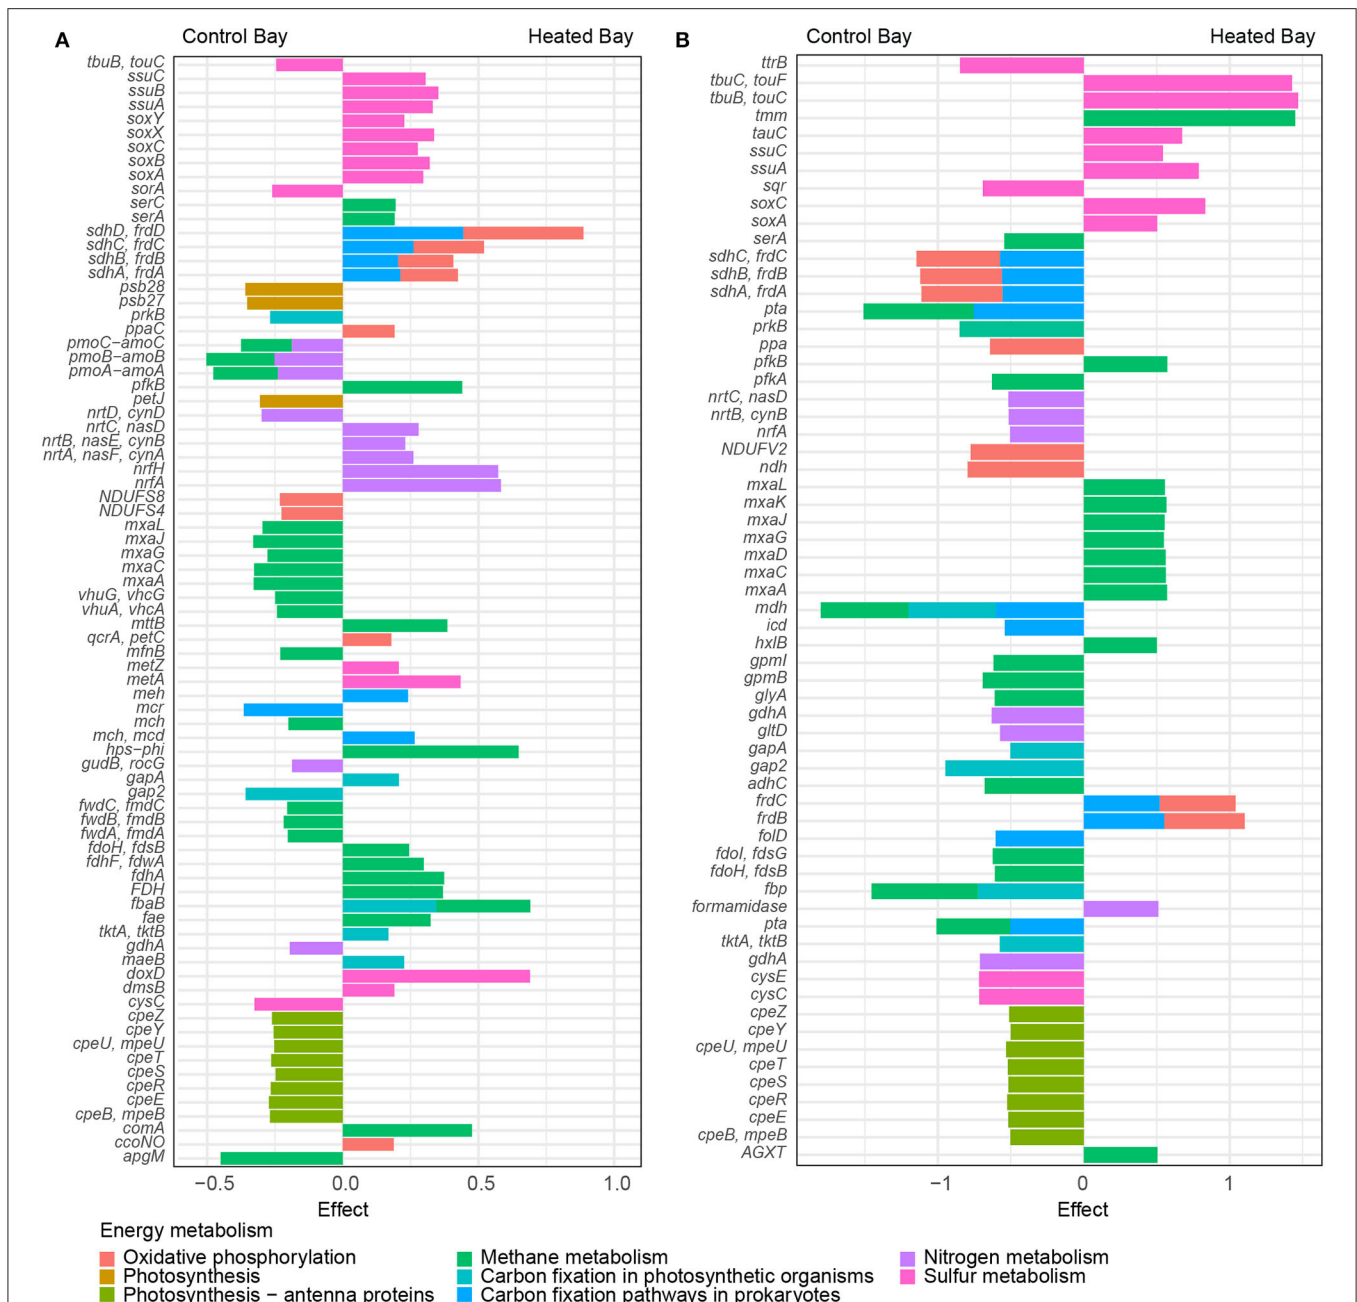 A
Control Bay
Heated Bay
tbuB, touC
ssuC
ssuB
ssuA
soxY
soxX
soxC
soxB
soxA
sorA
serC
serA
sdhD, frdD
sdhC, frdC
sdhB, frdB
sdhA, frdA
psb28
psb27
prkB
ppaC
pmoC−amoC
pmoB−amoB
pmoA−amoA
pfkB
petJ
nrtD, cynD
nrtC, nasD
nrtB, nasE, cynB
nrtA, nasF, cynA
nrfH
nrfA
NDUFS8
NDUFS4
mxaL
mxaJ
mxaG
mxaC
mxaA
vhuG, vhcG
vhuA, vhcA
mttB
qcrA, petC
mfnB
metZ
metA
meh
mcr
mch
mch, mcd
hps−phi
gudB, rocG
gapA
gap2
fwdC, fmdC
fwdB, fmdB
fwdA, fmdA
fdoH, fdsB
fdhF, fdwA
fdhA
FDH
fbaB
fae
tktA, tktB
gdhA
maeB
doxD
dmsB
cysC
cpeZ
cpeY
cpeU, mpeU
cpeT
cpeS
cpeR
cpeE
cpeB, mpeB
comA
ccoNO
apgM
−0.5
0.0
0.5
1.0
Effect
B
Control Bay
Heated Bay
ttrB
tbuC, touF
tbuB, touC
tmm
tauC
ssuC
ssuA
sqr
soxC
soxA
serA
sdhC, frdC
sdhB, frdB
sdhA, frdA
pta
prkB
ppa
pfkB
pfkA
nrtC, nasD
nrtB, cynB
nrfA
NDUFV2
ndh
mxaL
mxaK
mxaJ
mxaG
mxaD
mxaC
mxaA
mdh
icd
hxlB
gpmI
gpmB
glyA
gdhA
gltD
gapA
gap2
adhC
frdC
frdB
folD
fdoI, fdsG
fdoH, fdsB
fbp
formamidase
pta
tktA, tktB
gdhA
cysE
cysC
cpeZ
cpeY
cpeU, mpeU
cpeT
cpeS
cpeR
cpeE
cpeB, mpeB
AGXT
−1
0
1
Effect
Energy metabolism
Oxidative phosphorylation
Photosynthesis
Photosynthesis − antenna proteins
Methane metabolism
Carbon fixation in photosynthetic organisms
Carbon fixation pathways in prokaryotes
Nitrogen metabolism
Sulfur metabolism